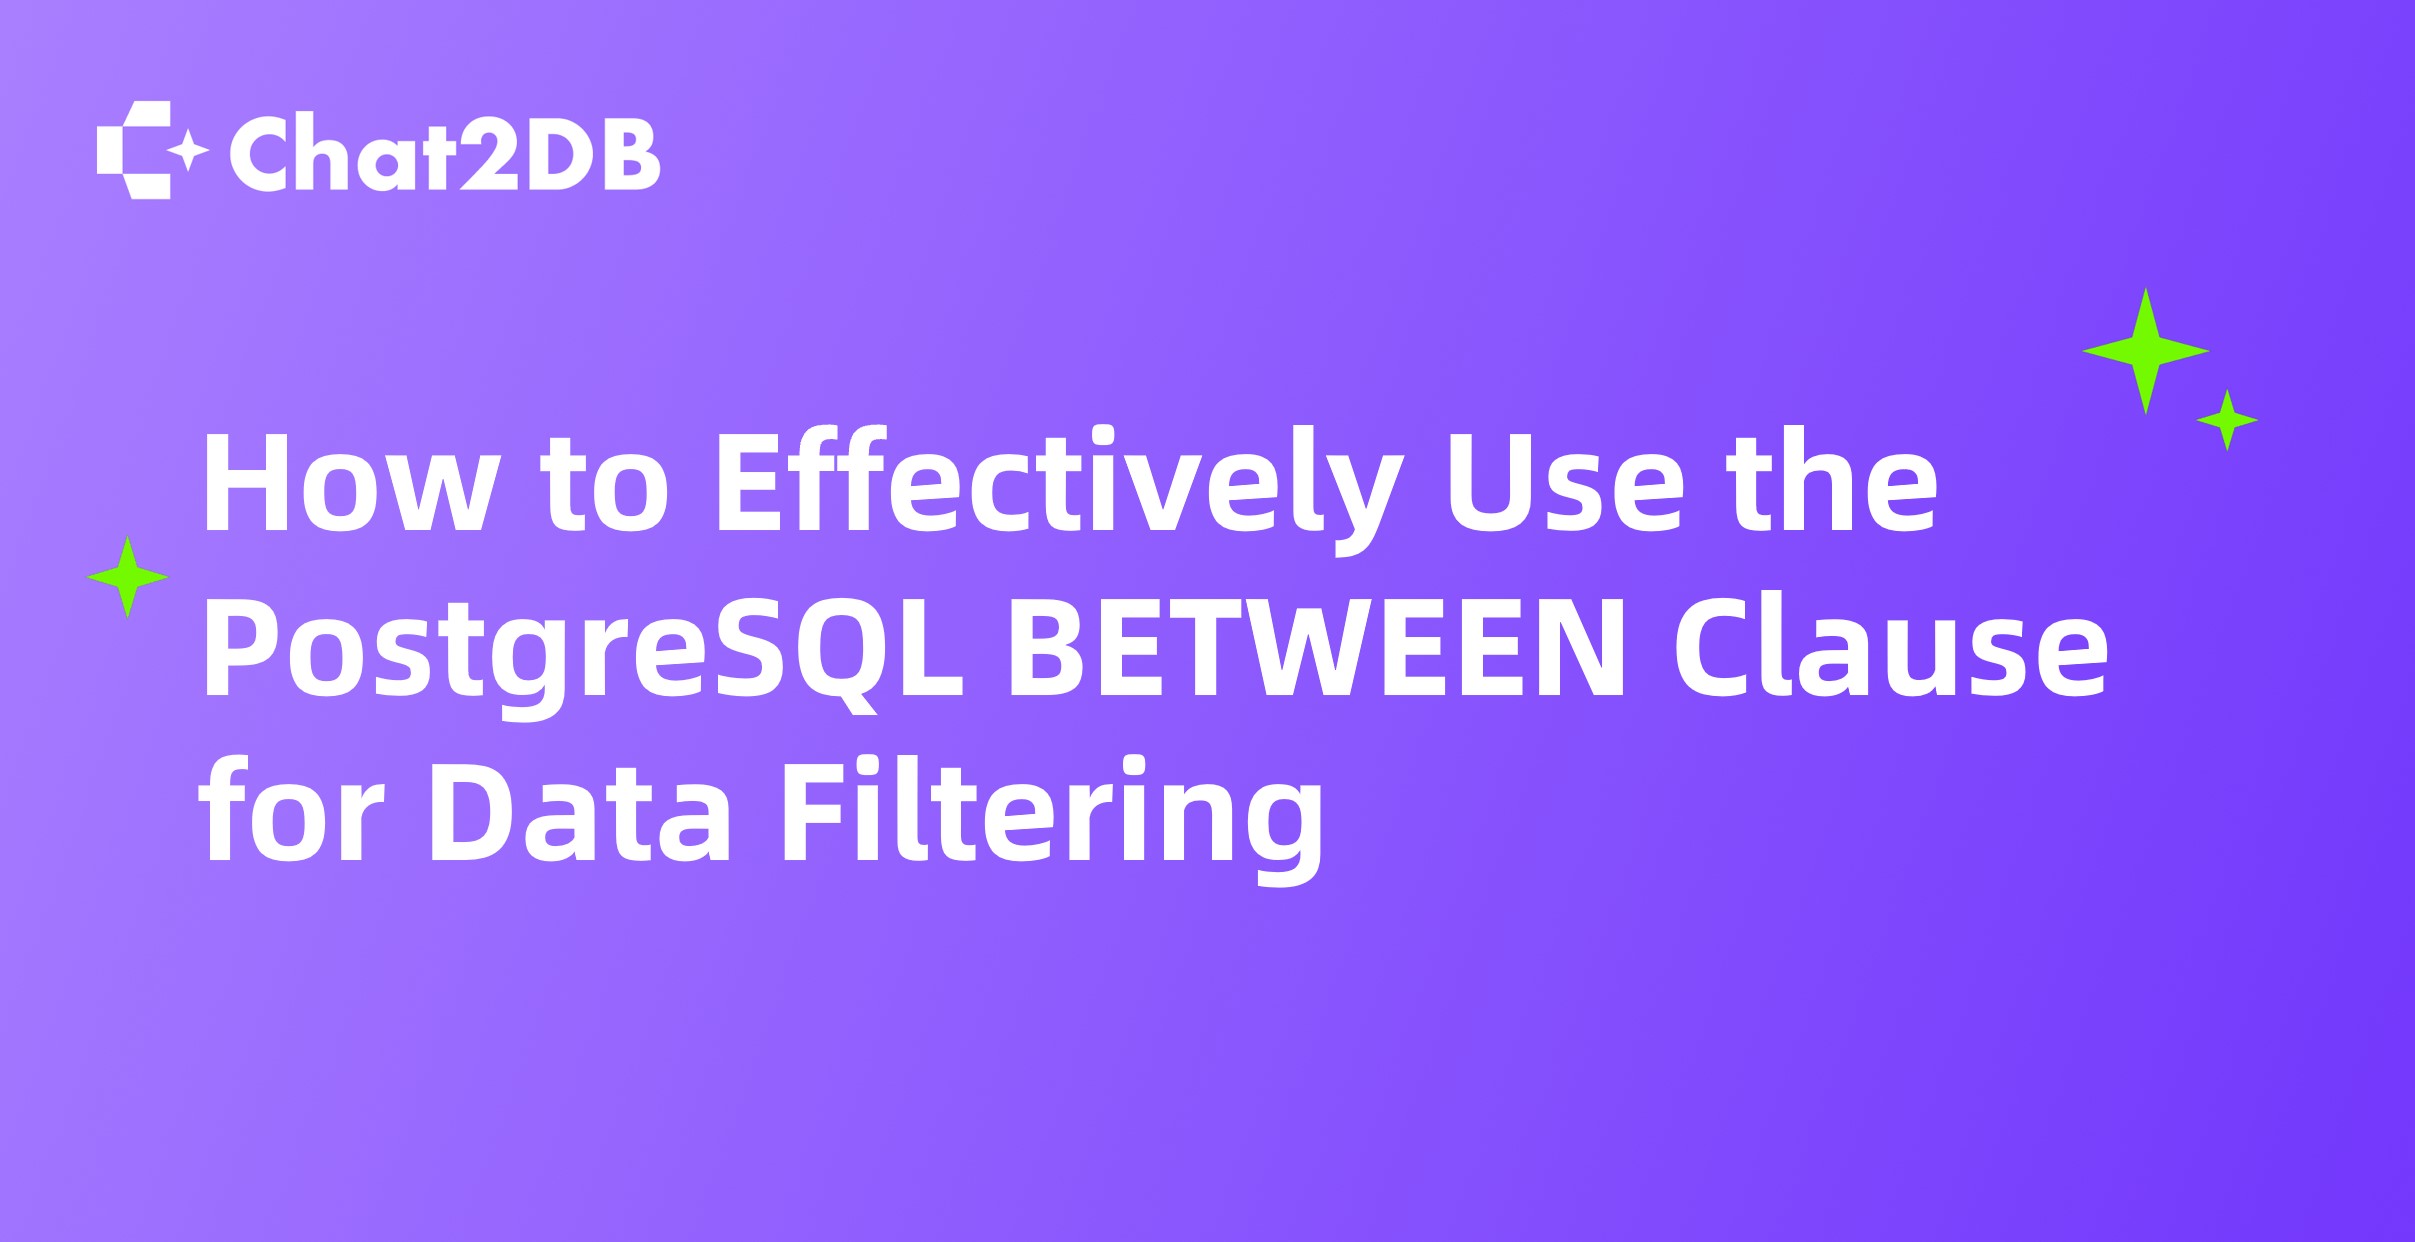 Chat2DB
How to Effectively Use the
PostgreSQL BETWEEN Clause
for Data Filtering